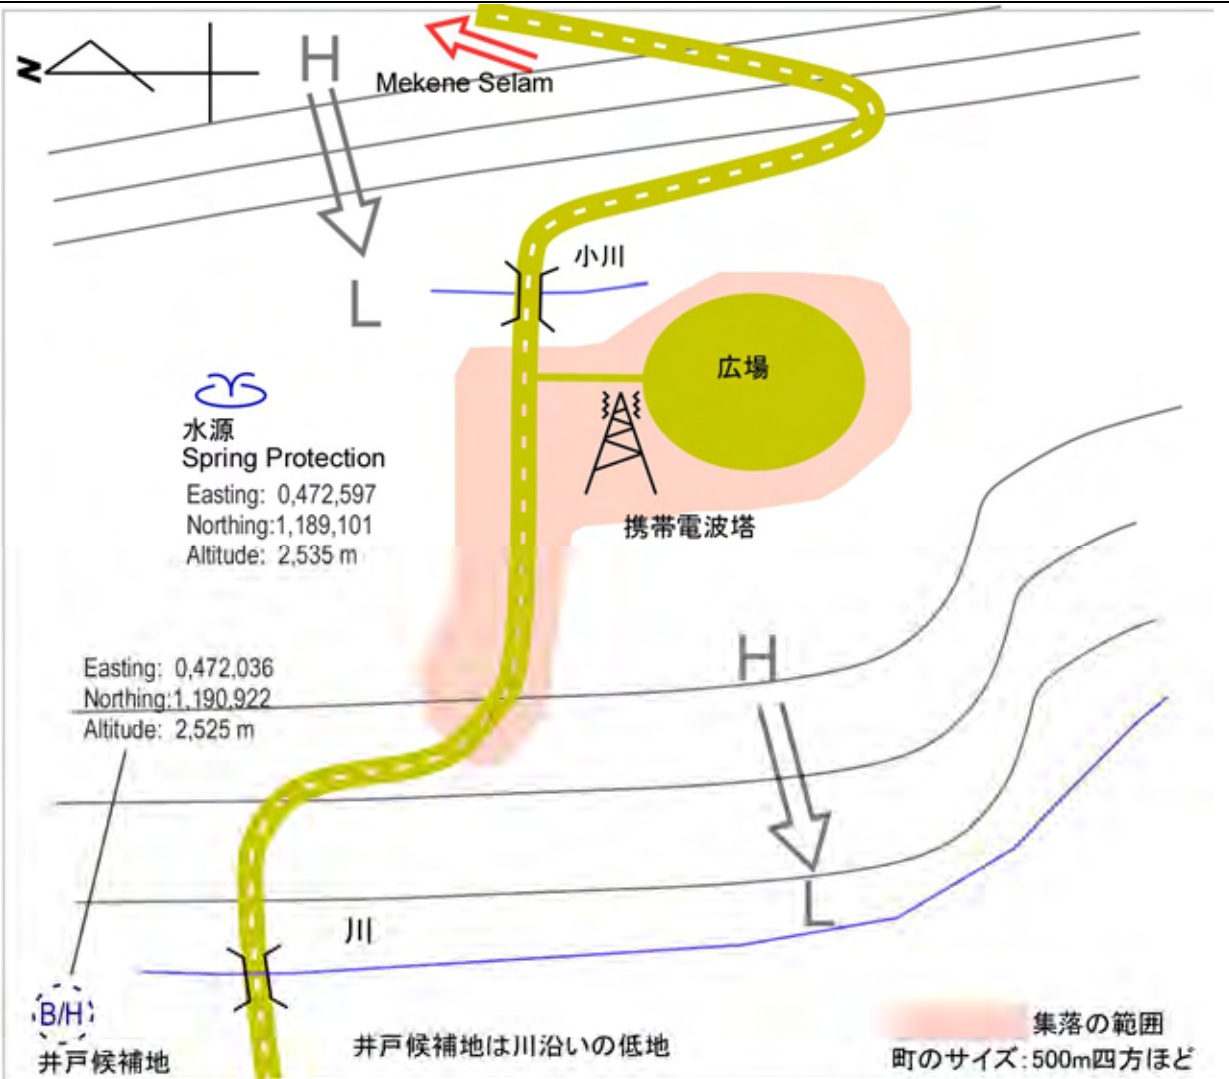 N
H
Mekene Selam
小川
L
広場
水源
Spring Protection
Easting: 0,472,597
Northing:1,189,101
Altitude: 2,535 m
携帯電波塔
Easting: 0,472,036
Northing:1,190,922
Altitude: 2,525 m
H
L
川
B/H
井戸候補地
井戸候補地は川沿いの低地
集落の範囲
町のサイズ:500m四方ほど